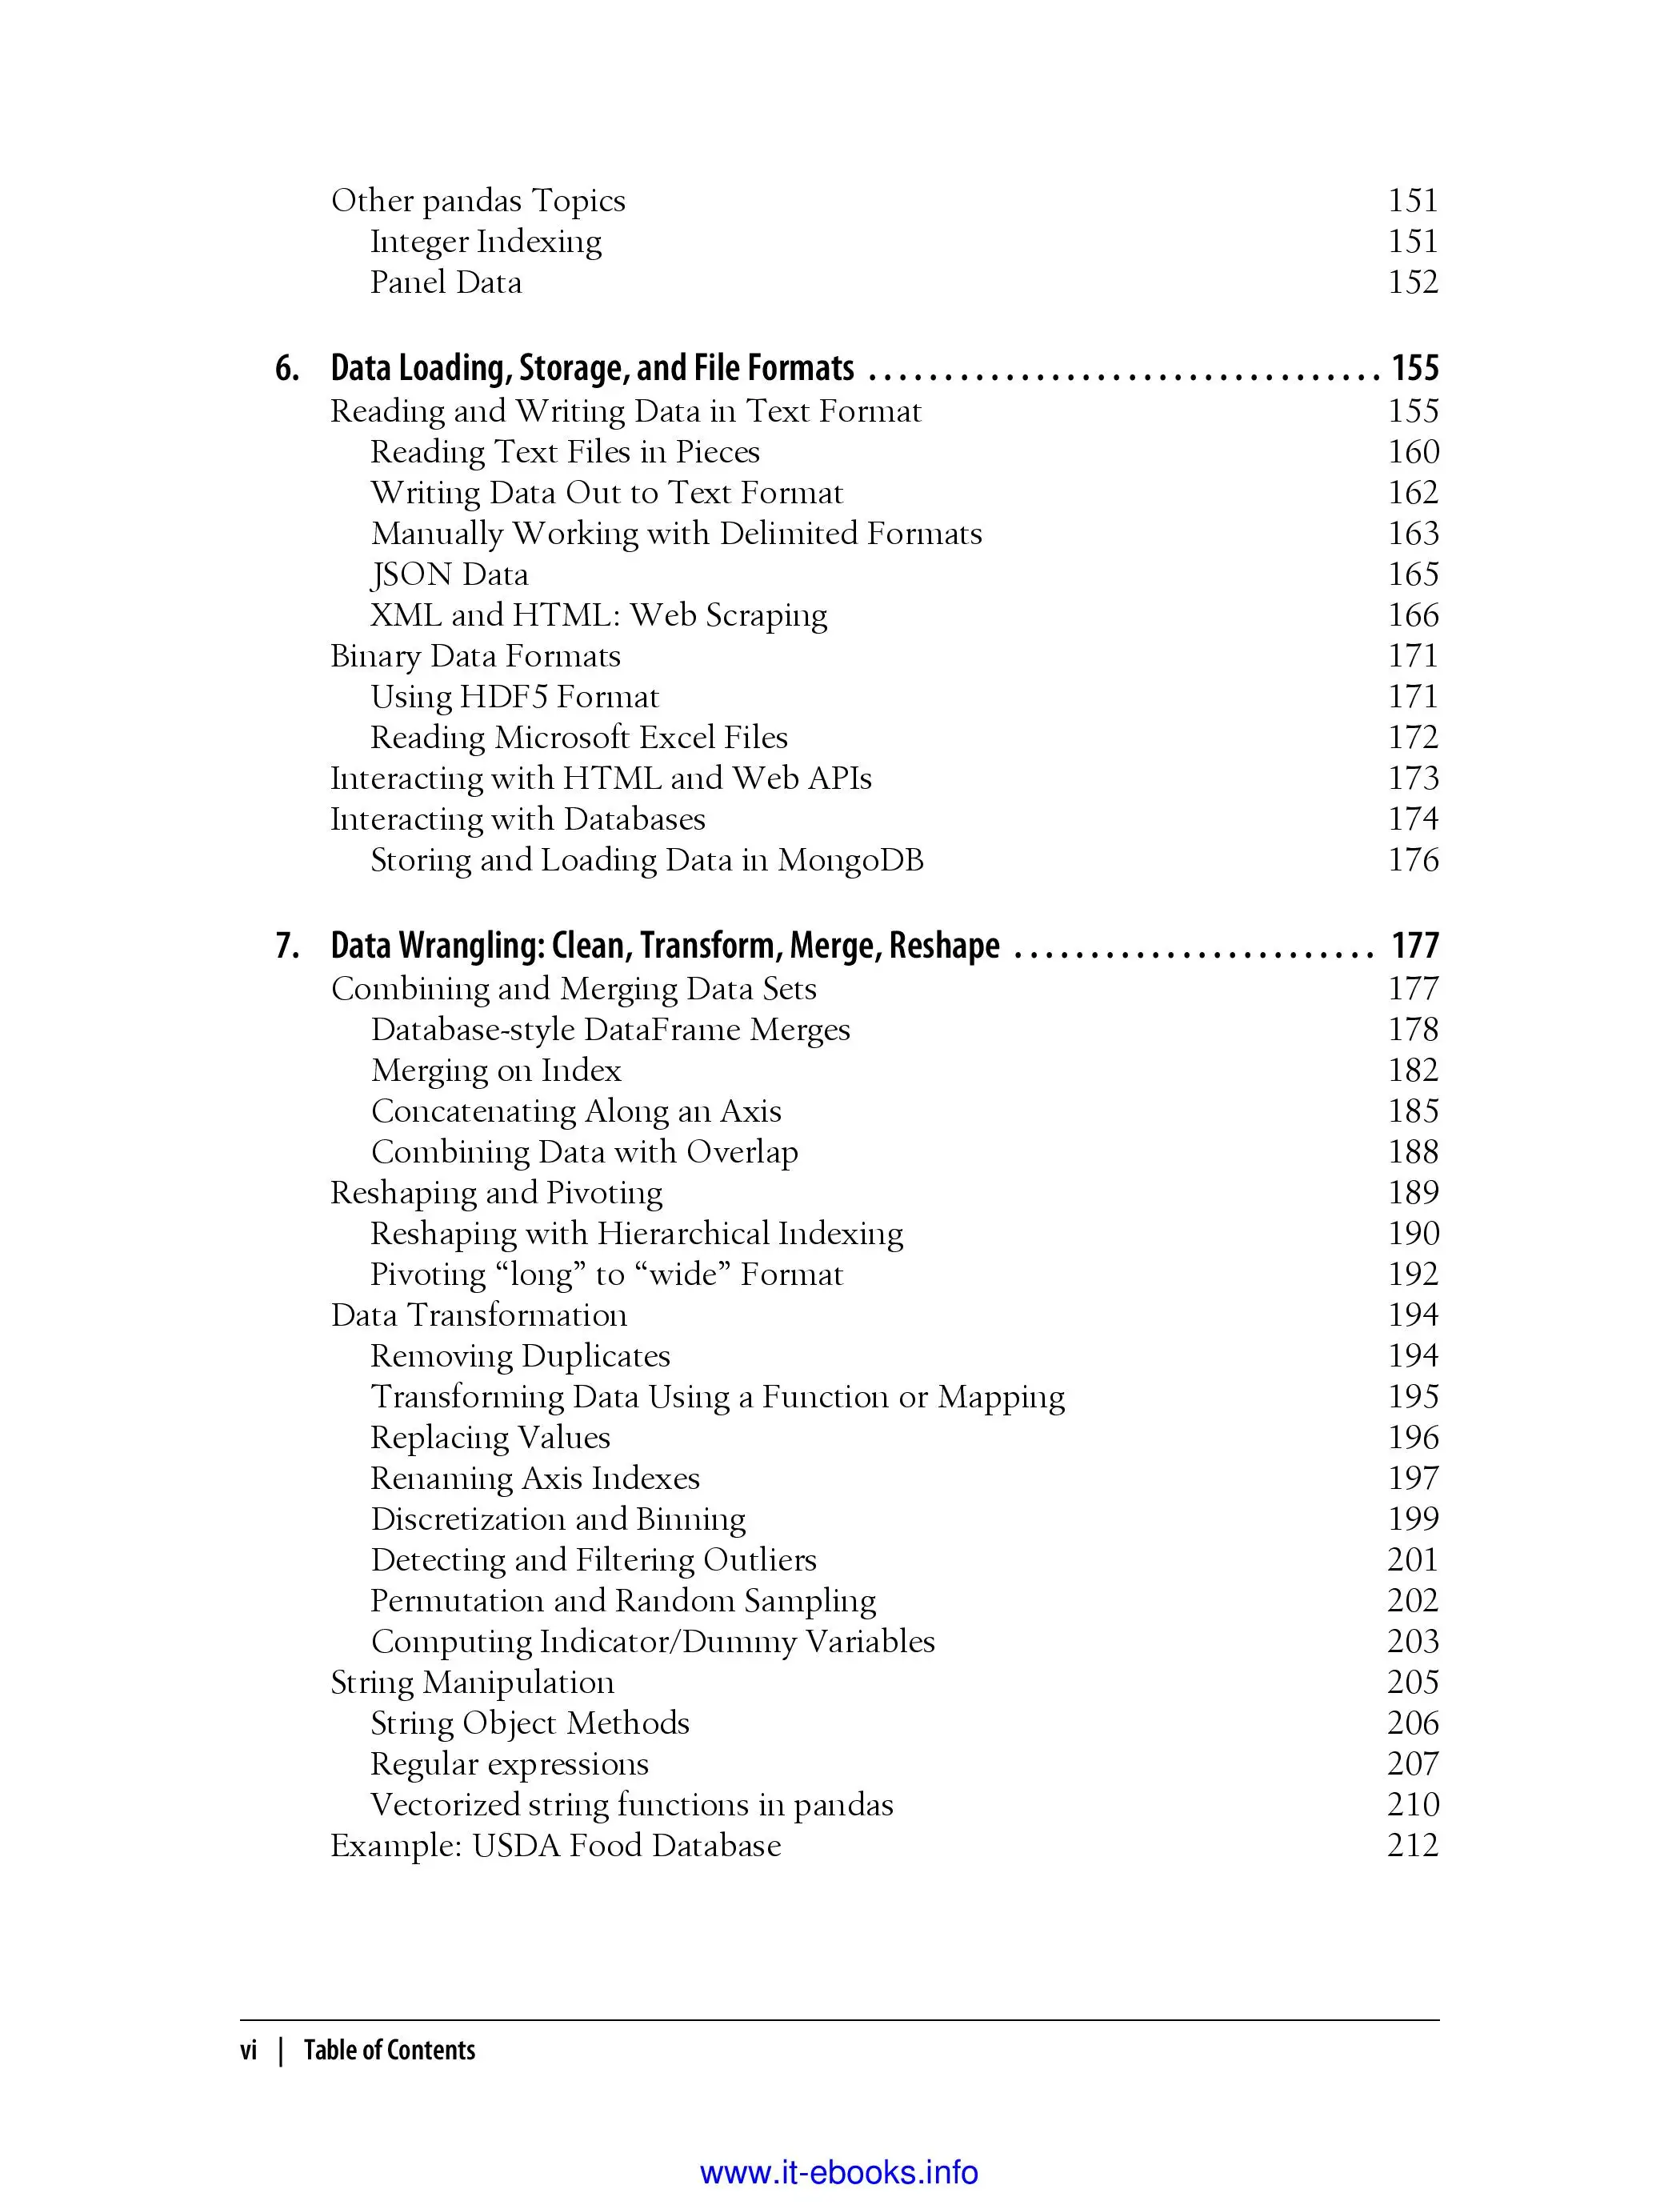 Other pandas Topics 151
Integer Indexing 151
Panel Data 152
6. Data Loading, Storage, and File Formats . . . . . . . . . . . . . . . . . . . . . . . . . . . . . . . . . . 155
Reading and Writing Data in Text Format 155
Reading Text Files in Pieces 160
Writing Data Out to Text Format 162
Manually Working with Delimited Formats 163
JSON Data 165
XML and HTML: Web Scraping 166
Binary Data Formats 171
Using HDF5 Format 171
Reading Microsoft Excel Files 172
Interacting with HTML and Web APIs 173
Interacting with Databases 174
Storing and Loading Data in MongoDB 176
7. Data Wrangling: Clean, Transform, Merge, Reshape . . . . . . . . . . . . . . . . . . . . . . . . 177
Combining and Merging Data Sets 177
Database-style DataFrame Merges 178
Merging on Index 182
Concatenating Along an Axis 185
Combining Data with Overlap 188
Reshaping and Pivoting 189
Reshaping with Hierarchical Indexing 190
Pivoting “long” to “wide” Format 192
Data Transformation 194
Removing Duplicates 194
Transforming Data Using a Function or Mapping 195
Replacing Values 196
Renaming Axis Indexes 197
Discretization and Binning 199
Detecting and Filtering Outliers 201
Permutation and Random Sampling 202
Computing Indicator/Dummy Variables 203
String Manipulation 205
String Object Methods 206
Regular expressions 207
Vectorized string functions in pandas 210
Example: USDA Food Database 212
vi | Table of Contents
www.it-ebooks.info